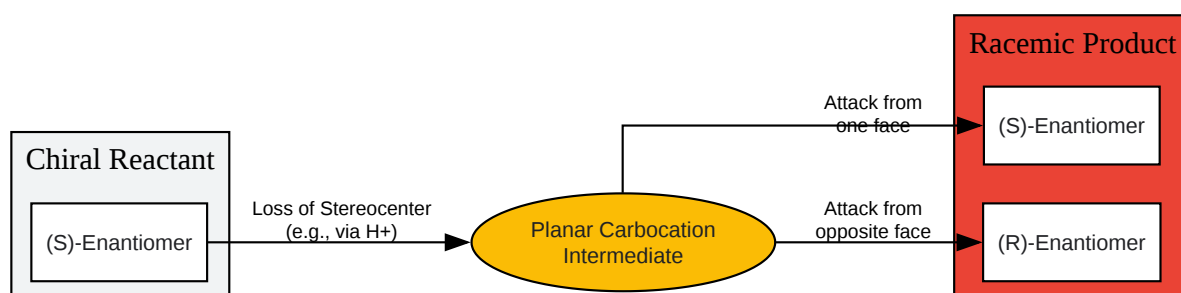 Racemic Product
Attack from
one face
(S)-Enantiomer
Chiral Reactant
(S)-Enantiomer
Loss of Stereocenter
(e.g., via H+)
Planar Carbocation
Intermediate
Attack from
opposite face
(R)-Enantiomer